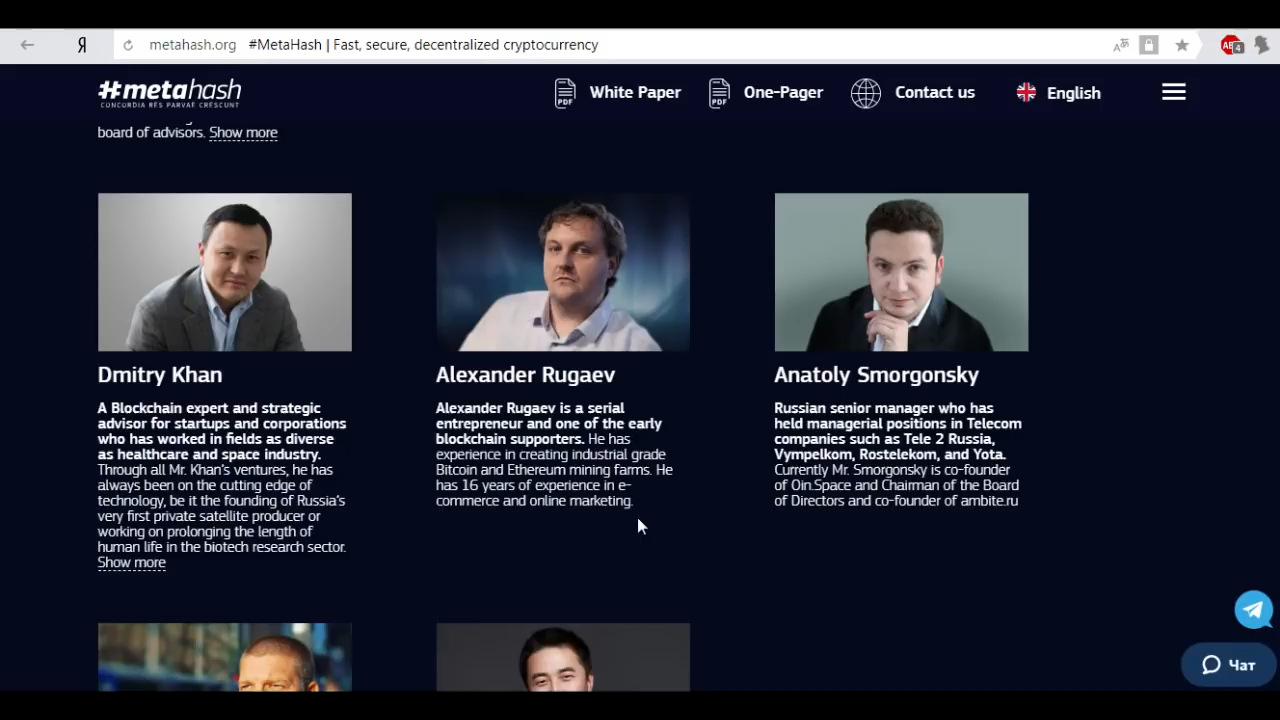 Я
metahash.org #MetaHash | Fast, secure, decentralized cryptocurrency
4
#metahash
CONCORDIA RES PARVAE CRESCUNT
PDF White Paper
PDF One-Pager
Contact us
English
board of advisors. Show more
Dmitry Khan
A Blockchain expert and strategic
advisor for startups and corporations
who has worked in fields as diverse
as healthcare and space industry.
Through all Mr. Khan's ventures, he has
always been on the cutting edge of
technology, be it the founding of Russia's
very first private satellite producer or
working on prolonging the length of
human life in the biotech research sector.
Show more
Alexander Rugaev
Alexander Rugaev is a serial
entrepreneur and one of the early
blockchain supporters. He has
experience in creating industrial grade
Bitcoin and Ethereum mining farms. He
has 16 years of experience in e-
commerce and online marketing.
Anatoly Smorgonsky
Russian senior manager who has
held managerial positions in Telecom
companies such as Tele 2 Russia,
Vympelkom, Rostelekom, and Yota.
Currently Mr. Smorgonsky is co-founder
of Oin.Space and Chairman of the Board
of Directors and co-founder of ambite.ru
Чат